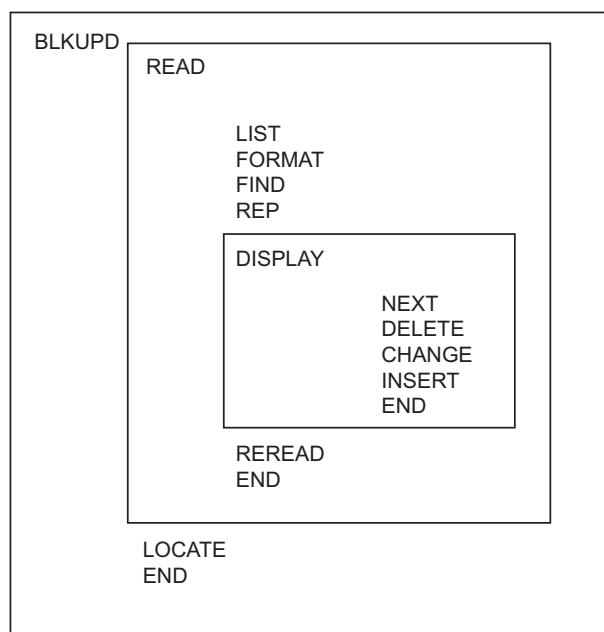 BLKUPD
READ
LIST
FORMAT
FIND
REP
DISPLAY
NEXT
DELETE
CHANGE
INSERT
END
REREAD
END
LOCATE
END